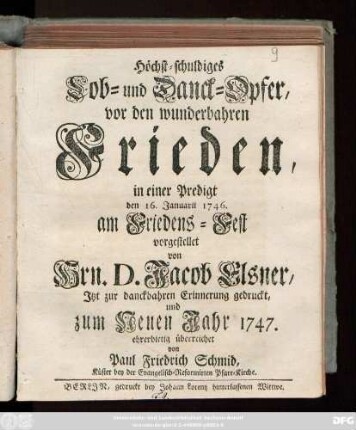 9
Höchst-schuldiges
Lob- und Danck-Opfer,
vor den wunderbahren
Frieden,
in einer Predigt
den 16. Januarii 1746.
am Friedens-Fest
vorgestellet
von
Hrn. D. Jacob Elsner,
Itzt zur danckbahren Erinnerung gedruckt,
und
zum Neuen Jahr 1747.
ehrerbietig überreichet
von
Paul Friedrich Schmid,
Küster bey der Evangelisch-Reformirten Pfarr-Kirche.
BERLIN, gedruckt bey Johann Lorentz hinterlassenen Wittwe.